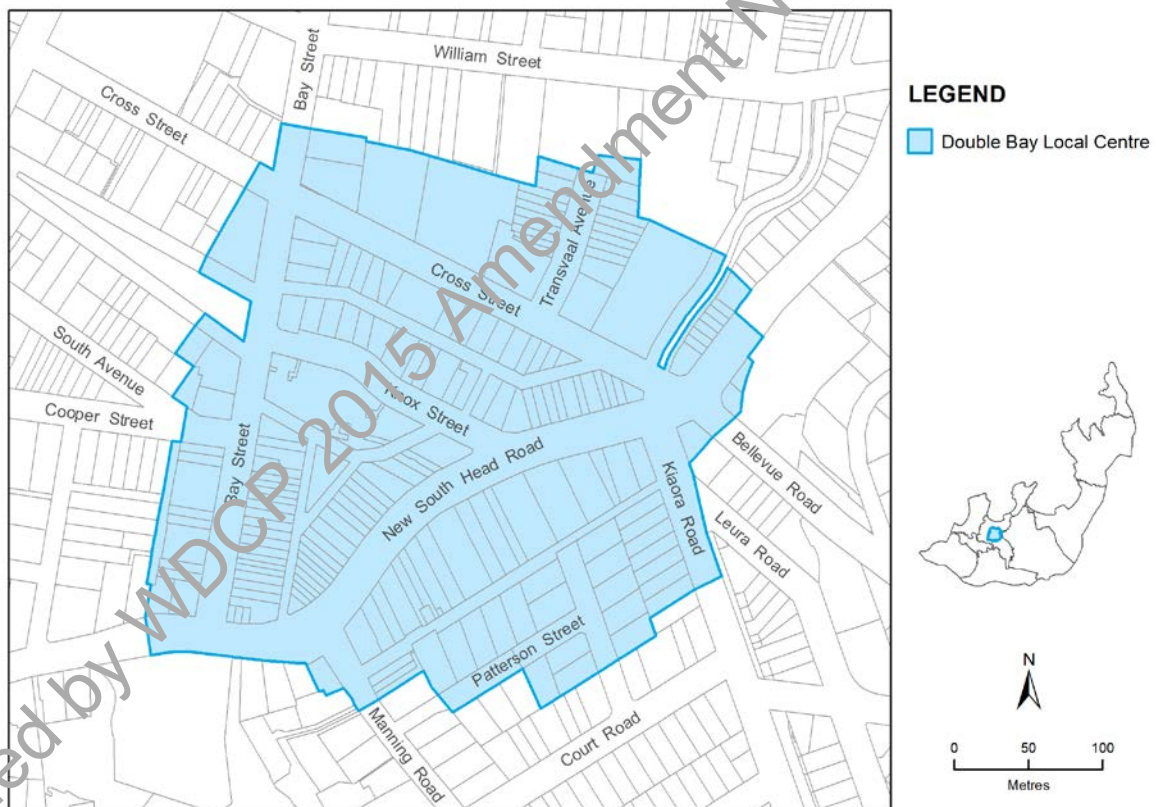 William Street
Bay Street
Cross Street
Transvaal Avenue
Cross Street
South Avenue
Cooper Street
Knox Street
Bay Street
New South Head Road
Bellevue Road
Kiaora Road
Leura Road
Patterson Street
Manning Road
Court Road
ed by WDCP 2015 Amendment N
LEGEND
Double Bay Local Centre
N
0 50 100
Metres